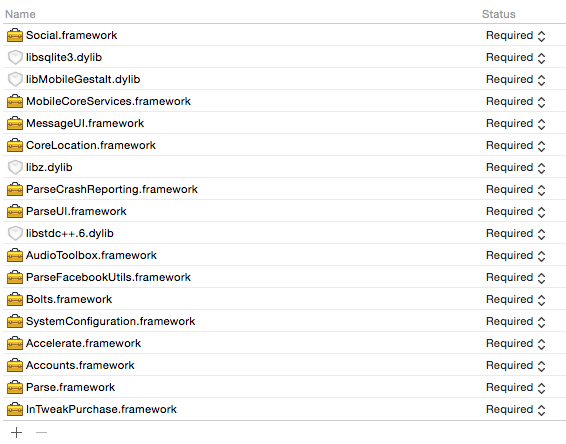 Name Status
Social.framework Required
libsqlite3.dylib Required
libMobileGestalt.dylib Required
MobileCoreServices.framework Required
MessageUI.framework Required
CoreLocation.framework Required
libz.dylib Required
ParseCrashReporting.framework Required
ParseUI.framework Required
libstdc++.6.dylib Required
AudioToolbox.framework Required
ParseFacebookUtils.framework Required
Bolts.framework Required
SystemConfiguration.framework Required
Accelerate.framework Required
Accounts.framework Required
Parse.framework Required
InTweakPurchase.framework Required